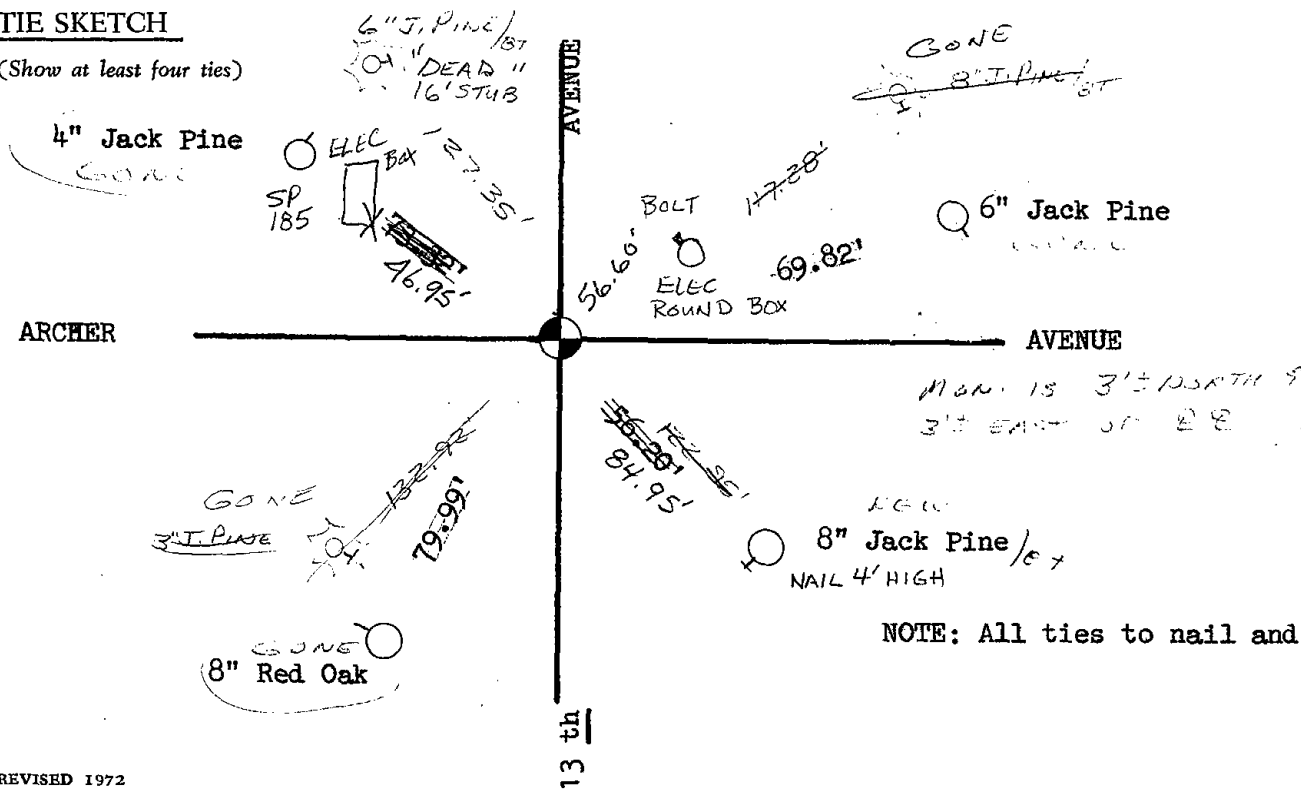 TIE SKETCH
(Show at least four ties)
6" J. PINE/BT
"DEAD"
16' STUB
AVENUE
GONE
8" J. PINE/BT
4" Jack Pine
GONE
ELEC
BOX
SP
185
27.35'
46.95'
BOLT
56.60'
ELEC
ROUND BOX
117.28'
69.82'
6" Jack Pine
ARCHER
AVENUE
MON. IS 3'± NORTH &
3'± EAST OF
132.92
79.99'
GONE
3" J. PINE
56.20'
84.95'
NEW
8" Jack Pine
NAIL 4' HIGH
NOTE: All ties to nail and
GONE
8" Red Oak
13 th
REVISED 1972